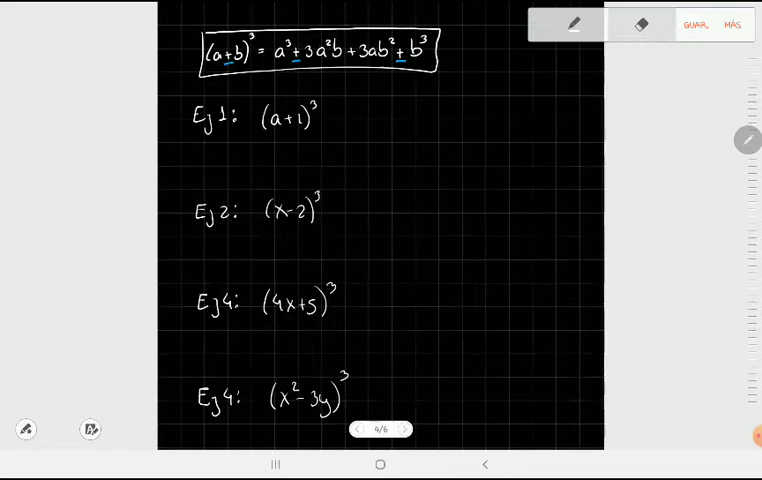 GUAR. MÁS
(a+b)³ = a³ + 3a²b + 3ab² + b³
Ej 1: (a+1)³
Ej 2: (x-2)³
Ej 4: (4x+5)³
Ej 4: (x²-3y)³
4/6